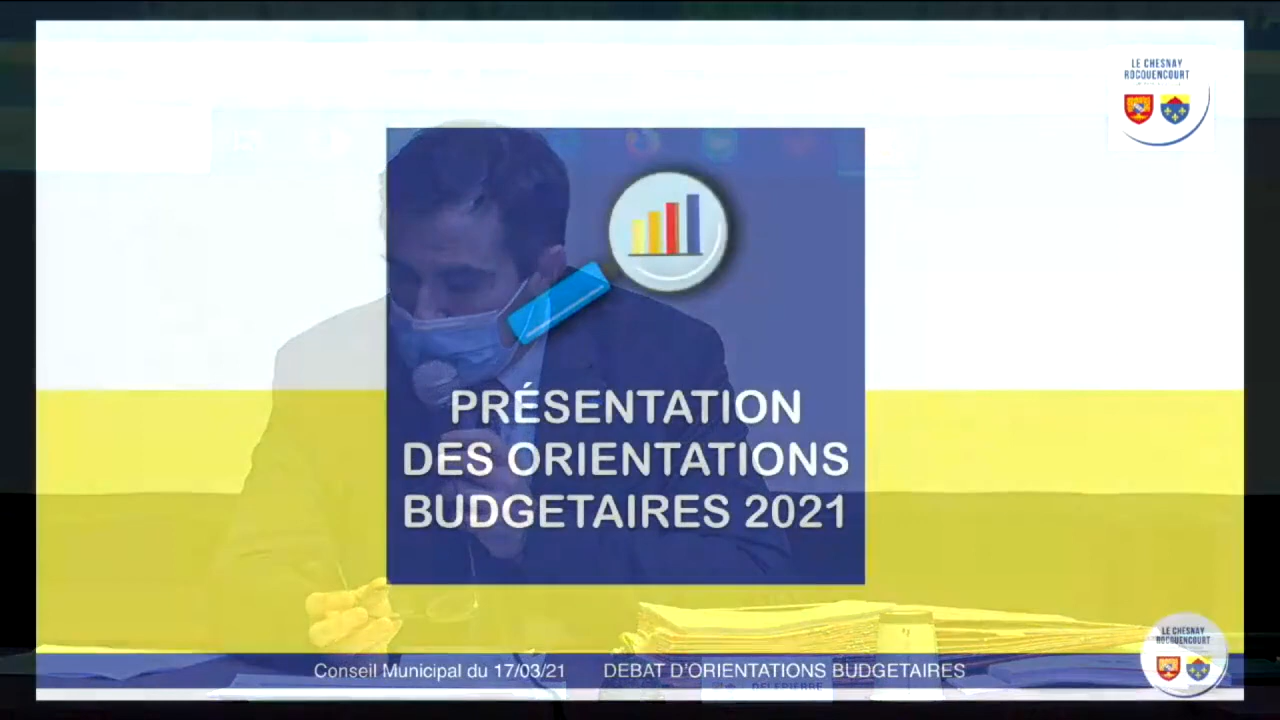 LE CHESNAY
ROCQUENCOURT
PRÉSENTATION
DES ORIENTATIONS
BUDGETAIRES 2021
LE CHESNAY
ROCQUENCOURT
Conseil Municipal du 17/03/21 DEBAT D'ORIENTATIONS BUDGETAIRES
DELEPIERRE